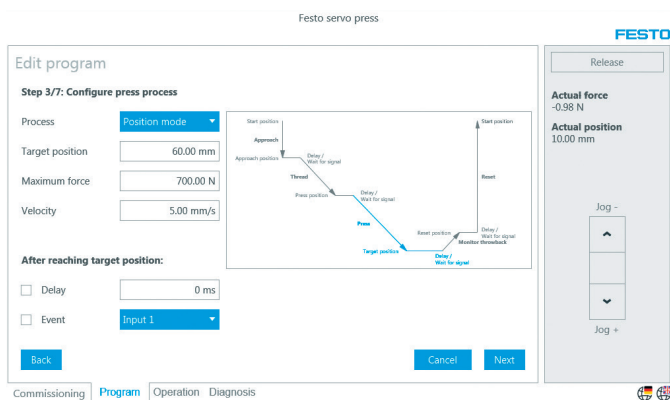 Festo servo press
FESTO
Edit program
Release
Step 3/7: Configure press process
Actual force
-0.98 N
Process
Position mode
Actual position
10.00 mm
Target position
60.00 mm
Maximum force
700.00 N
Velocity
5.00 mm/s
Start position
Start position
Approach
Approach position
Delay /
Wait for signal
Thread
Reset
Press position
Delay /
Wait for signal
Press
Reset position
Delay /
Wait for signal
Monitor throwback
Target position
Delay /
Wait for signal
Jog -
Jog +
After reaching target position:
Delay
0 ms
Event
Input 1
Back
Cancel
Next
Commissioning
Program
Operation
Diagnosis